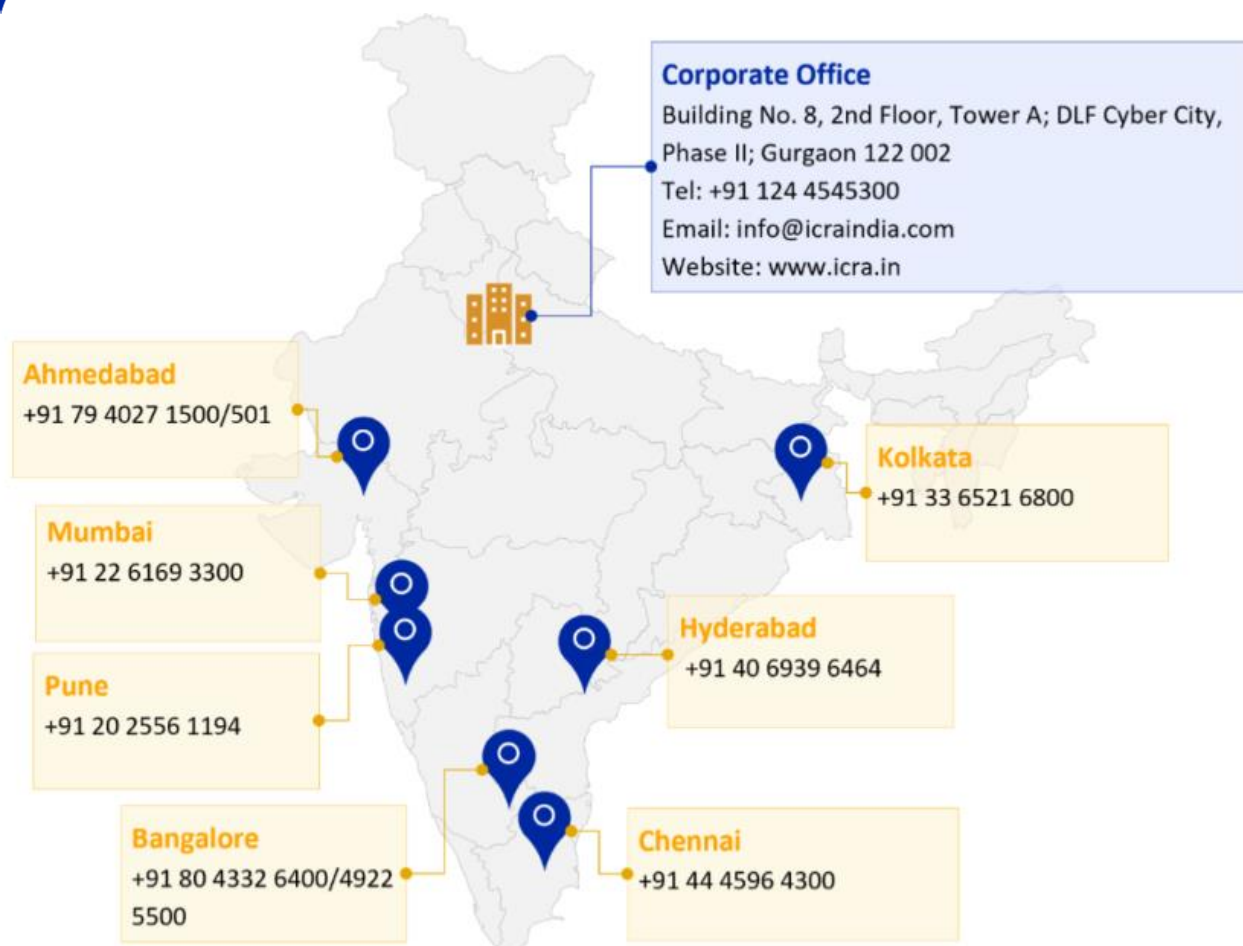 Corporate Office
Building No. 8, 2nd Floor, Tower A; DLF Cyber City,
Phase II; Gurgaon 122 002
Tel: +91 124 4545300
Email: info@icraindia.com
Website: www.icra.in
Ahmedabad
+91 79 4027 1500/501
Kolkata
+91 33 6521 6800
Mumbai
+91 22 6169 3300
Hyderabad
+91 40 6939 6464
Pune
+91 20 2556 1194
Bangalore
+91 80 4332 6400/4922
5500
Chennai
+91 44 4596 4300